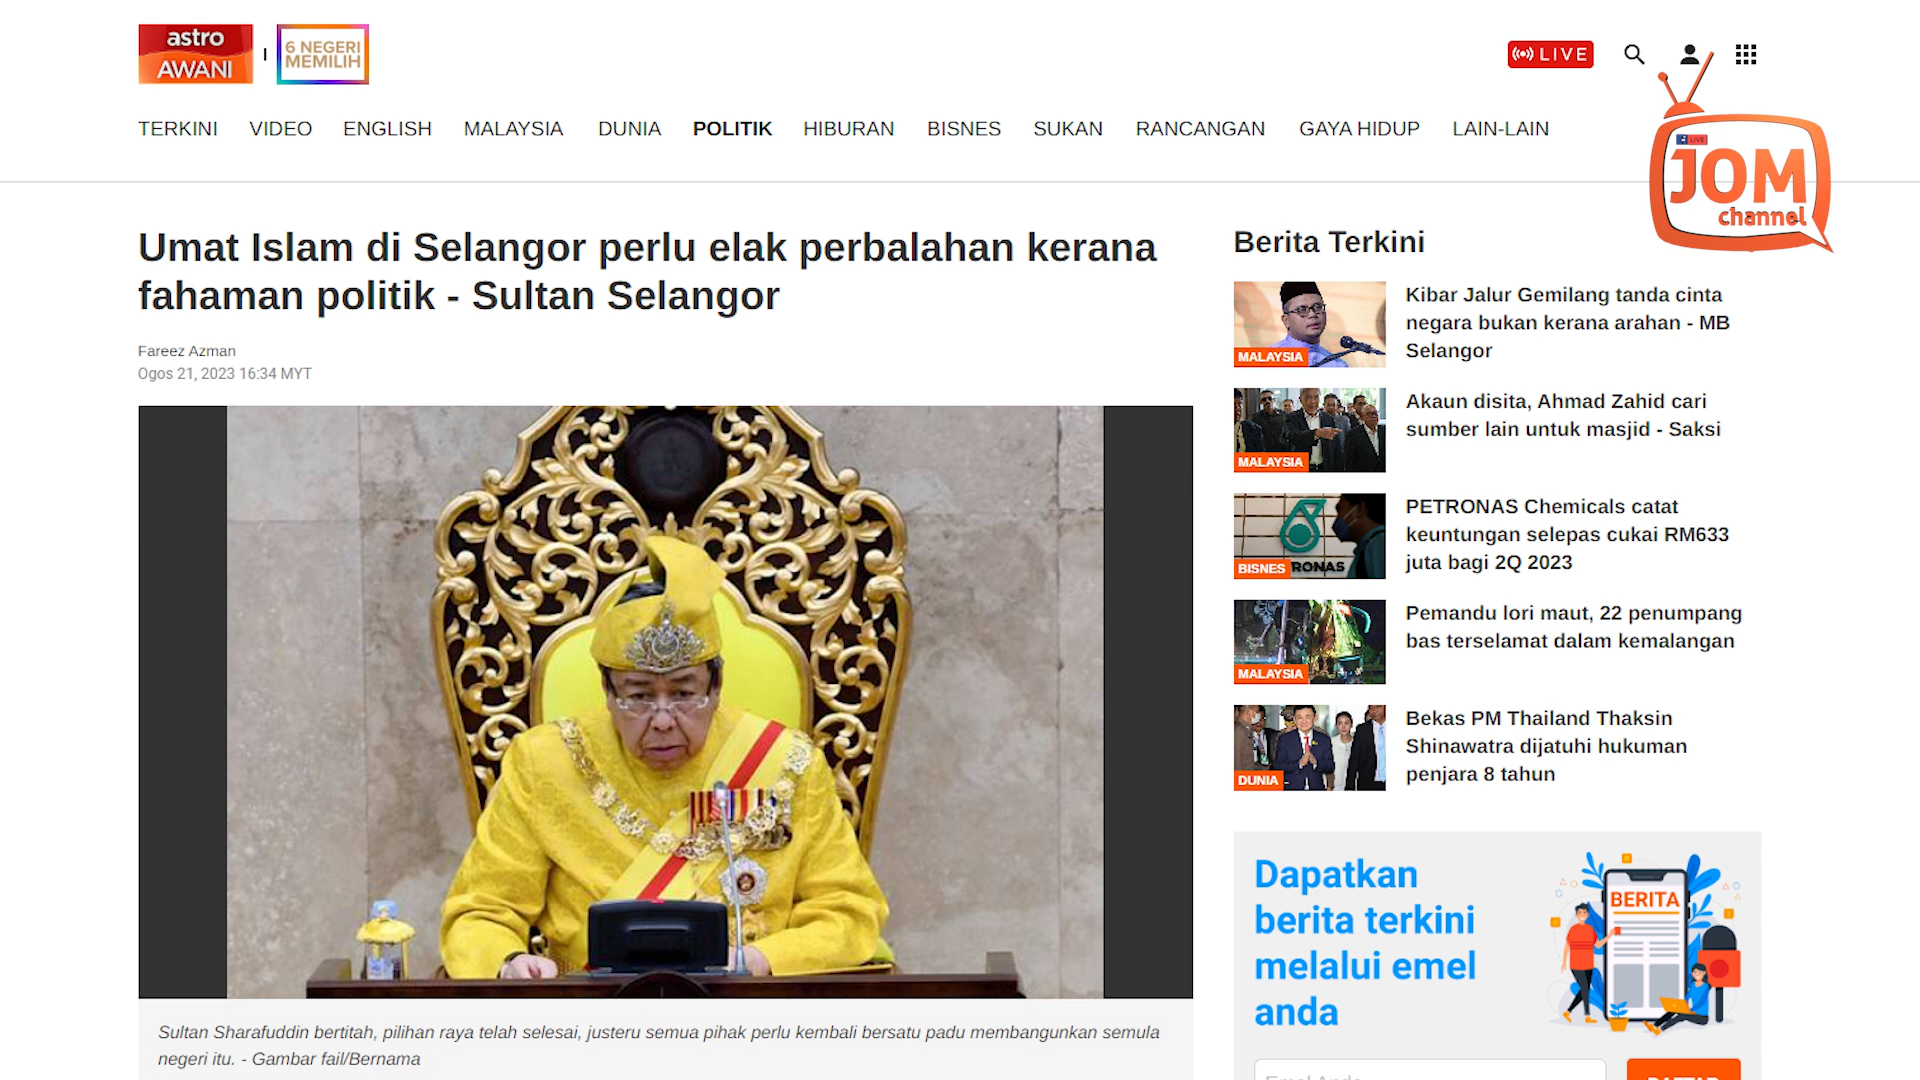 astro
AWANI
6 NEGERI
MEMILIH
LIVE
TERKINI VIDEO ENGLISH MALAYSIA DUNIA POLITIK HIBURAN BISNES SUKAN RANCANGAN GAYA HIDUP LAIN-LAIN
LIVE
JOM
channel
Umat Islam di Selangor perlu elak perbalahan kerana
fahaman politik - Sultan Selangor
Fareez Azman
Ogos 21, 2023 16:34 MYT
Sultan Sharafuddin bertitah, pilihan raya telah selesai, justeru semua pihak perlu kembali bersatu padu membangunkan semula
negeri itu. - Gambar fail/Bernama
Berita Terkini
MALAYSIA
Kibar Jalur Gemilang tanda cinta
negara bukan kerana arahan - MB
Selangor
MALAYSIA
Akaun disita, Ahmad Zahid cari
sumber lain untuk masjid - Saksi
BISNES
RONAS
PETRONAS Chemicals catat
keuntungan selepas cukai RM633
juta bagi 2Q 2023
MALAYSIA
Pemandu lori maut, 22 penumpang
bas terselamat dalam kemalangan
DUNIA
Bekas PM Thailand Thaksin
Shinawatra dijatuhi hukuman
penjara 8 tahun
Dapatkan
berita terkini
melalui emel
anda
BERITA